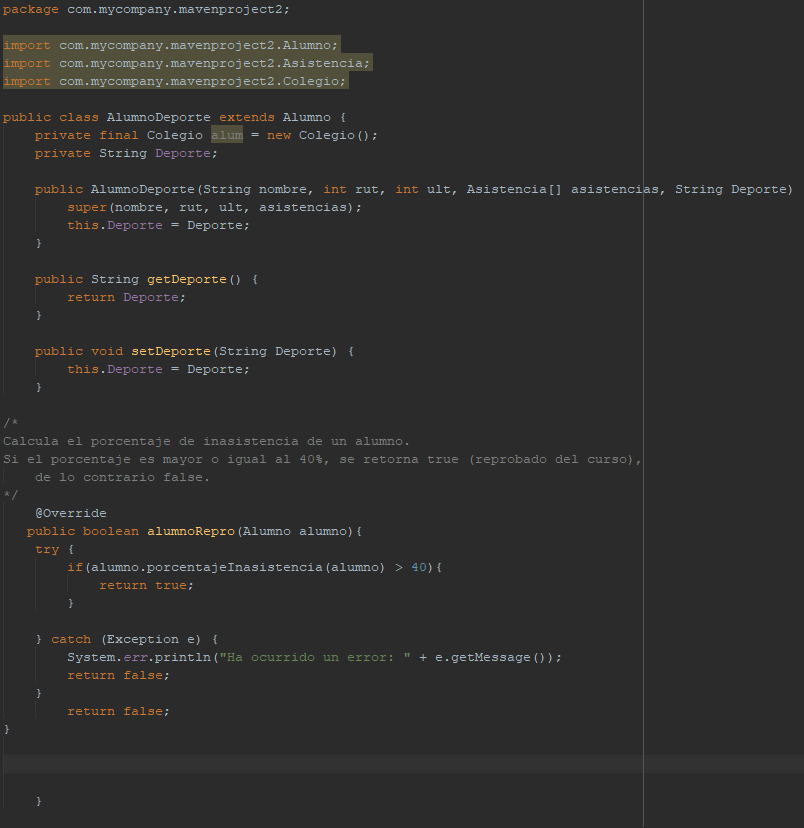 package com.mycompany.mavenproject2;
import com.mycompany.mavenproject2.Alumno;
import com.mycompany.mavenproject2.Asistencia;
import com.mycompany.mavenproject2.Colegio;
public class AlumnoDeporte extends Alumno {
private final Colegio alum = new Colegio();
private String Deporte;
public AlumnoDeporte(String nombre, int rut, int ult, Asistencia[] asistencias, String Deporte)
super(nombre, rut, ult, asistencias);
this.Deporte = Deporte;
}
public String getDeporte() {
return Deporte;
}
public void setDeporte(String Deporte) {
this.Deporte = Deporte;
}
/*
Calcula el porcentaje de inasistencia de un alumno.
Si el porcentaje es mayor o igual al 40%, se retorna true (reprobado del curso),
de lo contrario false.
*/
@Override
public boolean alumnoRepro(Alumno alumno){
try {
if(alumno.porcentajeInasistencia(alumno) > 40){
return true;
}
} catch (Exception e) {
System.err.println("Ha ocurrido un error: " + e.getMessage());
return false;
}
return false;
}
}